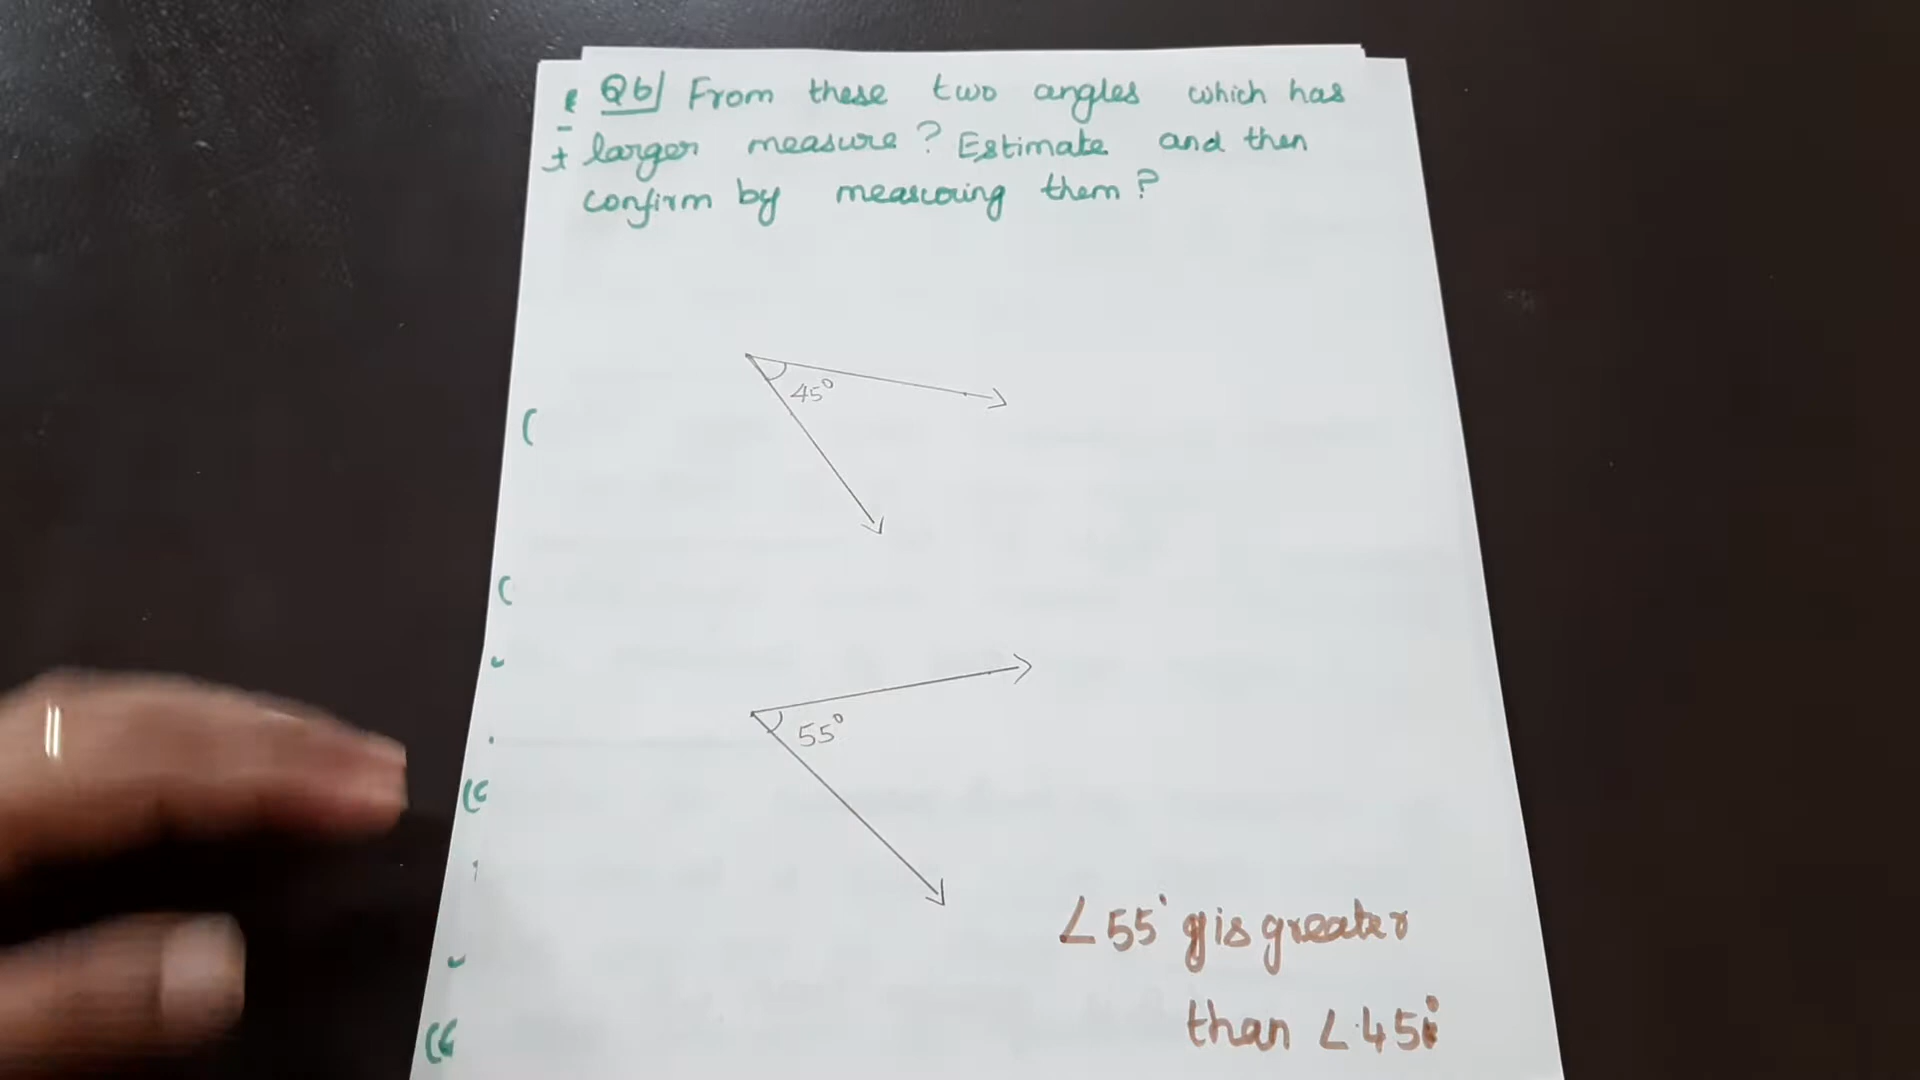 Q6/ From these two angles which has
larger measure? Estimate and then
confirm by measuring them?
45°
55°
∠55° is greater
than ∠45°